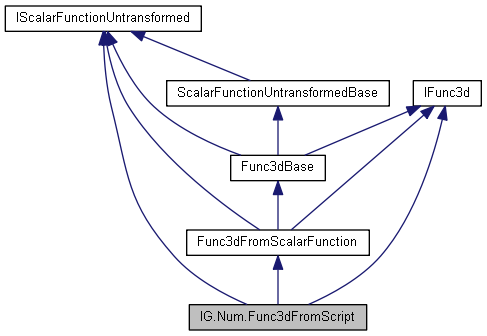 IScalarFunctionUntransformed
ScalarFunctionUntransformedBase
IFunc3d
Func3dBase
Func3dFromScalarFunction
IG.Num.Func3dFromScript